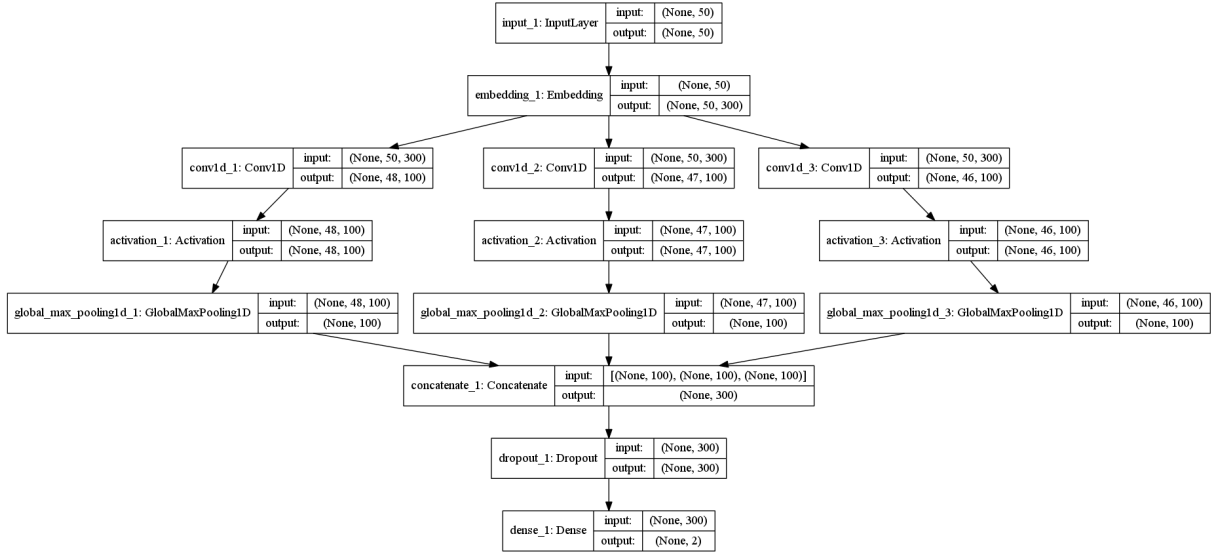 input_1: InputLayer
input: (None, 50)
output: (None, 50)
embedding_1: Embedding
input: (None, 50)
output: (None, 50, 300)
conv1d_1: Conv1D
input: (None, 50, 300)
output: (None, 48, 100)
conv1d_2: Conv1D
input: (None, 50, 300)
output: (None, 47, 100)
conv1d_3: Conv1D
input: (None, 50, 300)
output: (None, 46, 100)
activation_1: Activation
input: (None, 48, 100)
output: (None, 48, 100)
activation_2: Activation
input: (None, 47, 100)
output: (None, 47, 100)
activation_3: Activation
input: (None, 46, 100)
output: (None, 46, 100)
global_max_pooling1d_1: GlobalMaxPooling1D
input: (None, 48, 100)
output: (None, 100)
global_max_pooling1d_2: GlobalMaxPooling1D
input: (None, 47, 100)
output: (None, 100)
global_max_pooling1d_3: GlobalMaxPooling1D
input: (None, 46, 100)
output: (None, 100)
concatenate_1: Concatenate
input: [(None, 100), (None, 100), (None, 100)]
output: (None, 300)
dropout_1: Dropout
input: (None, 300)
output: (None, 300)
dense_1: Dense
input: (None, 300)
output: (None, 2)